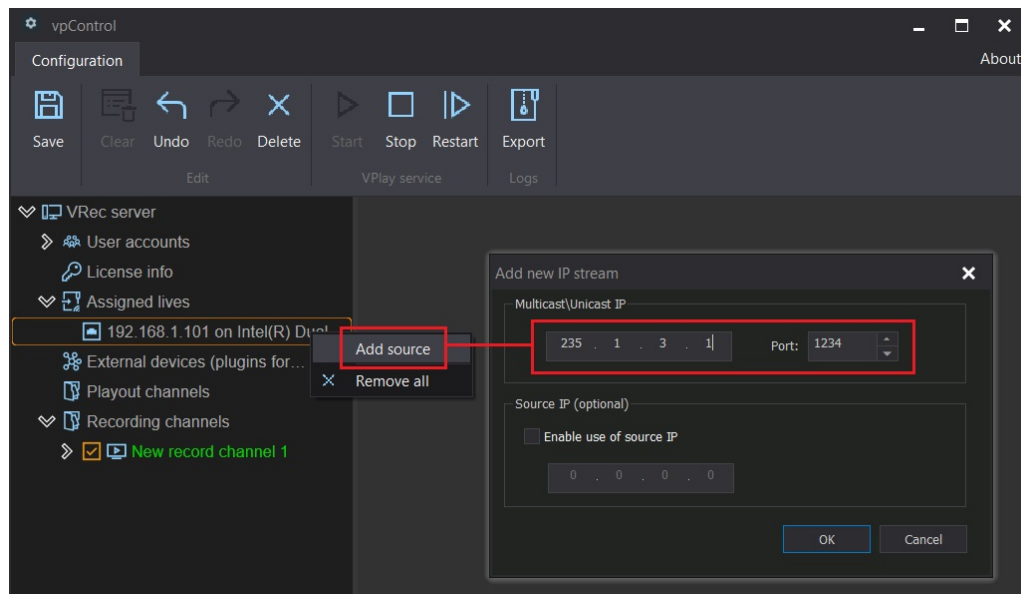 vpControl
Configuration
About
Save
Clear
Undo
Redo
Delete
Start
Stop
Restart
Export
Edit
VPlay service
Logs
VRec server
User accounts
License info
Assigned lives
192.168.1.101 on Intel(R) Dual
External devices (plugins for...
Playout channels
Recording channels
New record channel 1
Add source
Remove all
Add new IP stream
Multicast\Unicast IP
235 . 1 . 3 . 1
Port: 1234
Source IP (optional)
Enable use of source IP
0 . 0 . 0 . 0
OK
Cancel